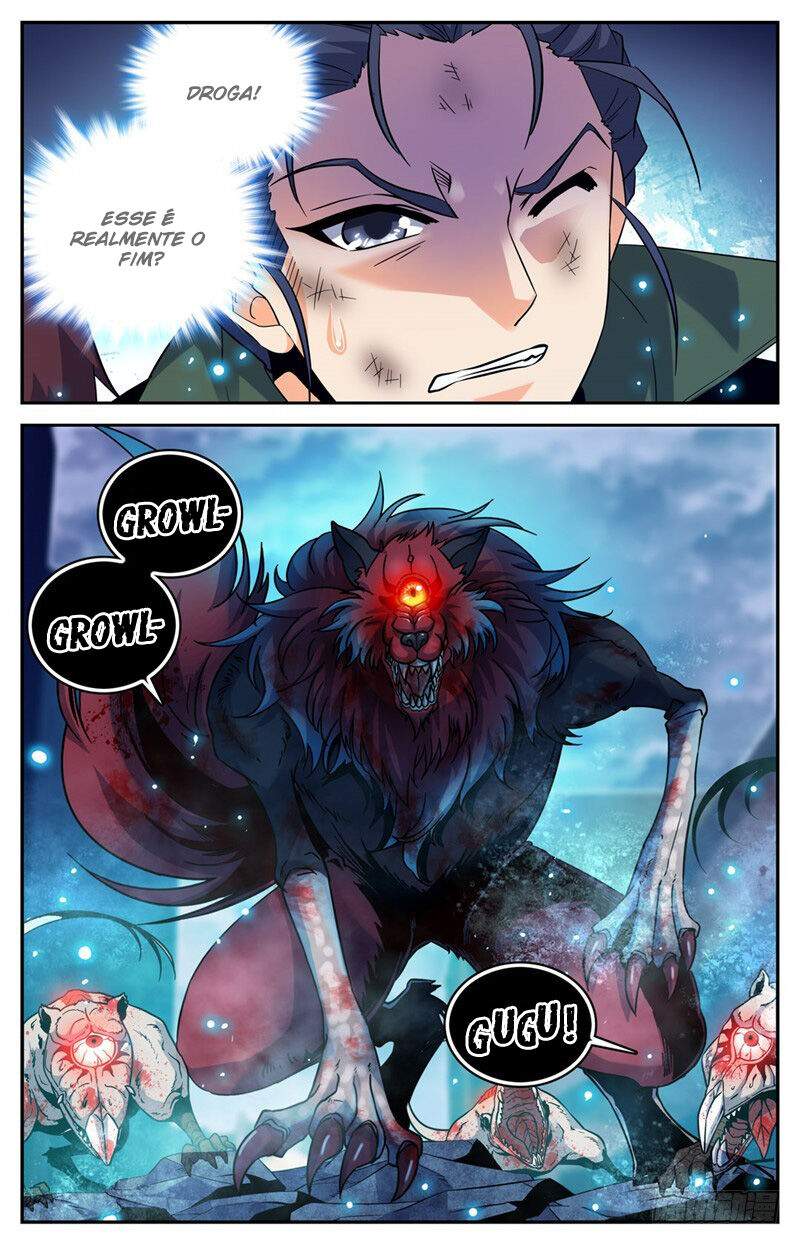 DROGA!
ESSE É
REALMENTE O
FIM?
GROWL-
GROWL-
GUGU!